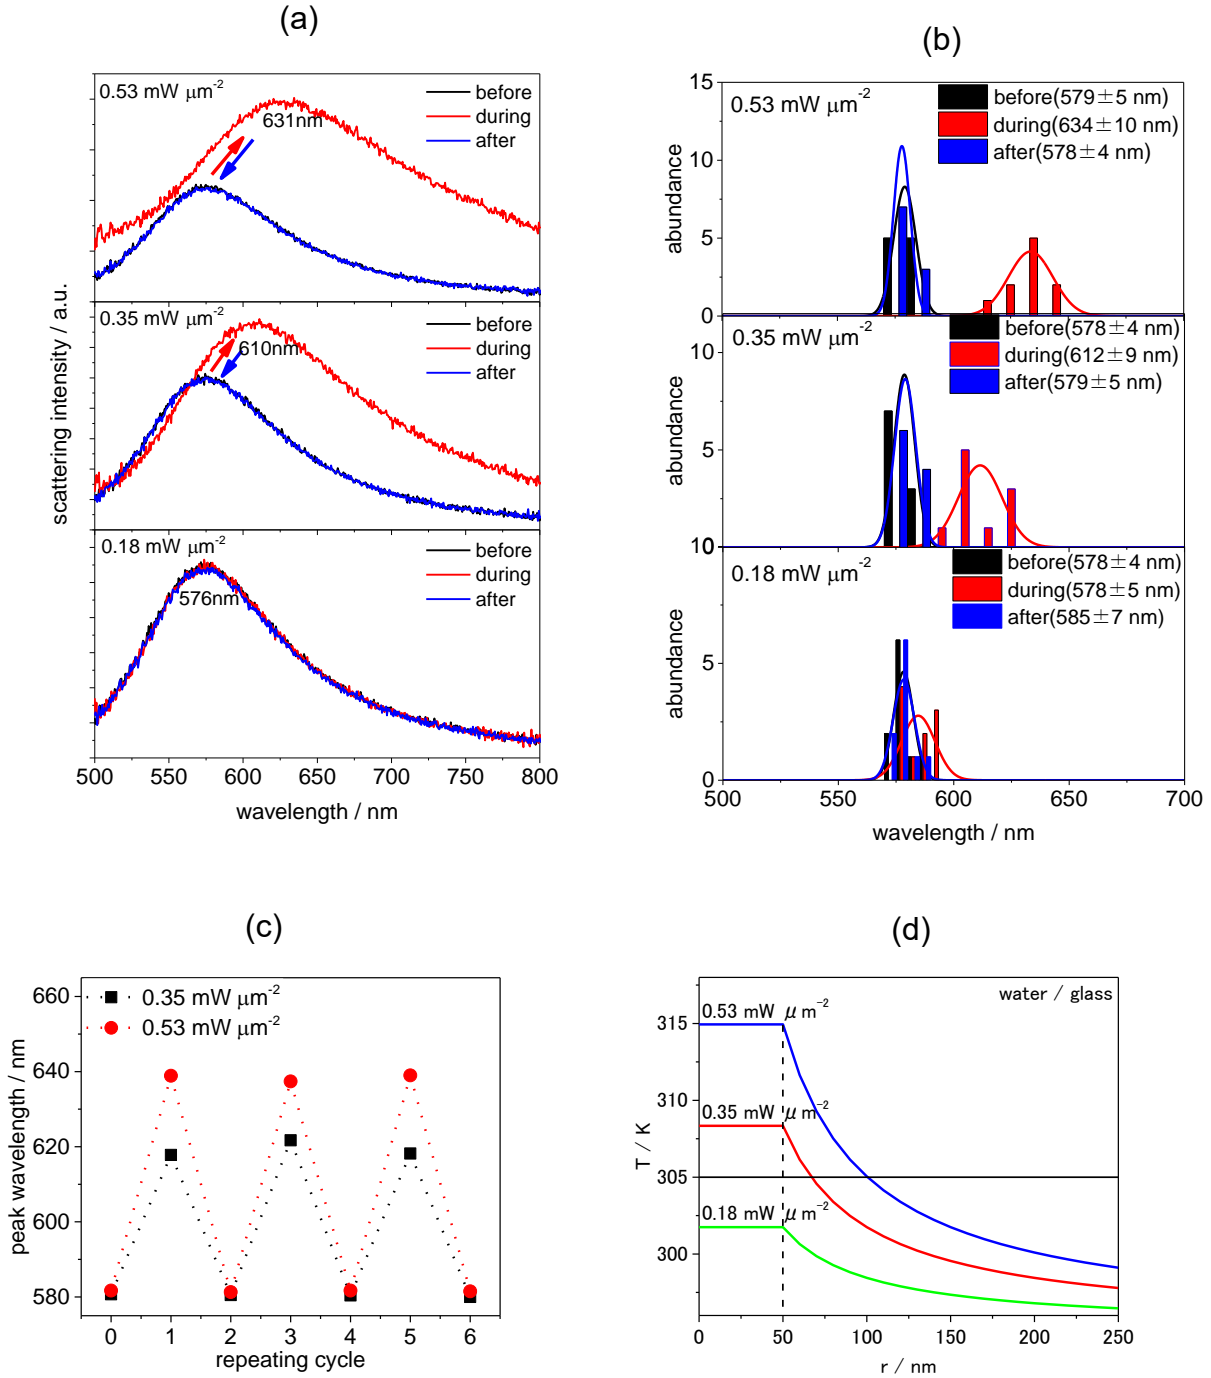 (a)
0.53 mW μm-2
before
during
after
631nm
0.35 mW μm-2
before
during
after
610nm
0.18 mW μm-2
before
during
after
576nm
scattering intensity / a.u.
500 550 600 650 700 750 800
wavelength / nm
(b)
15
10
5
0
abundance
0.53 mW μm-2
before(579±5 nm)
during(634±10 nm)
after(578±4 nm)
10
5
0
abundance
0.35 mW μm-2
before(578±4 nm)
during(612±9 nm)
after(579±5 nm)
10
5
0
abundance
0.18 mW μm-2
before(578±4 nm)
during(578±5 nm)
after(585±7 nm)
500 550 600 650 700
wavelength / nm
(c)
660
640
620
600
580
peak wavelength / nm
0.35 mW μm-2
0.53 mW μm-2
0 1 2 3 4 5 6
repeating cycle
(d)
water / glass
315
310
305
300
T / K
0.53 mW μm-2
0.35 mW μm-2
0.18 mW μm-2
0 50 100 150 200 250
r / nm